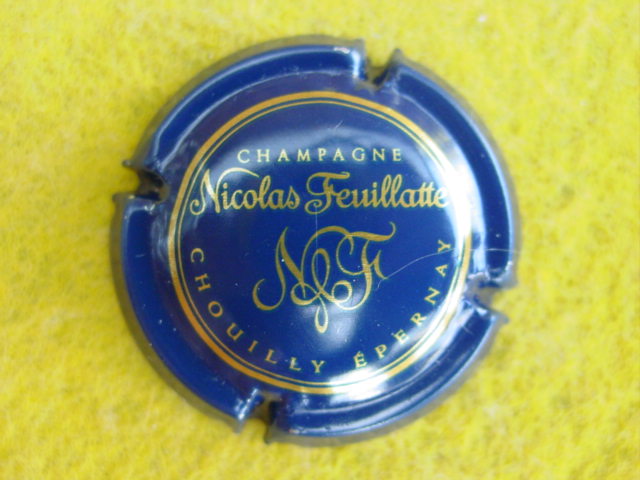 CHAMPAGNE
Nicolas Feuillatte
NF
CHOUILLY ÉPERNAY